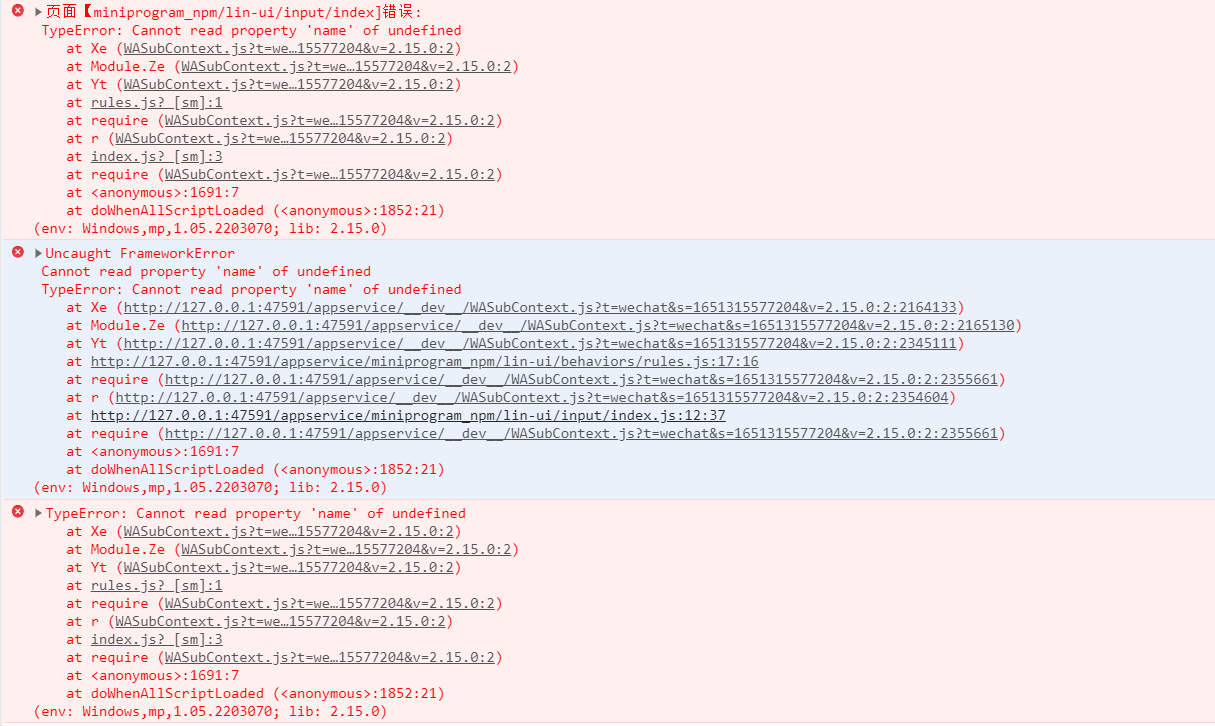 页面【miniprogram_npm/lin-ui/input/index]错误:
TypeError: Cannot read property 'name' of undefined
at Xe (WASubContext.js?t=we…15577204&v=2.15.0:2)
at Module.Ze (WASubContext.js?t=we…15577204&v=2.15.0:2)
at Yt (WASubContext.js?t=we…15577204&v=2.15.0:2)
at rules.js? [sm]:1
at require (WASubContext.js?t=we…15577204&v=2.15.0:2)
at r (WASubContext.js?t=we…15577204&v=2.15.0:2)
at index.js? [sm]:3
at require (WASubContext.js?t=we…15577204&v=2.15.0:2)
at <anonymous>:1691:7
at doWhenAllScriptLoaded (<anonymous>:1852:21)
(env: Windows,mp,1.05.2203070; lib: 2.15.0)
Uncaught FrameworkError
Cannot read property 'name' of undefined
TypeError: Cannot read property 'name' of undefined
at Xe (http://127.0.0.1:47591/appservice/__dev__/WASubContext.js?t=wechat&s=1651315577204&v=2.15.0:2:2164133)
at Module.Ze (http://127.0.0.1:47591/appservice/__dev__/WASubContext.js?t=wechat&s=1651315577204&v=2.15.0:2:2165130)
at Yt (http://127.0.0.1:47591/appservice/__dev__/WASubContext.js?t=wechat&s=1651315577204&v=2.15.0:2:2345111)
at http://127.0.0.1:47591/appservice/miniprogram_npm/lin-ui/behaviors/rules.js:17:16
at require (http://127.0.0.1:47591/appservice/__dev__/WASubContext.js?t=wechat&s=1651315577204&v=2.15.0:2:2355661)
at r (http://127.0.0.1:47591/appservice/__dev__/WASubContext.js?t=wechat&s=1651315577204&v=2.15.0:2:2354604)
at http://127.0.0.1:47591/appservice/miniprogram_npm/lin-ui/input/index.js:12:37
at require (http://127.0.0.1:47591/appservice/__dev__/WASubContext.js?t=wechat&s=1651315577204&v=2.15.0:2:2355661)
at <anonymous>:1691:7
at doWhenAllScriptLoaded (<anonymous>:1852:21)
(env: Windows,mp,1.05.2203070; lib: 2.15.0)
TypeError: Cannot read property 'name' of undefined
at Xe (WASubContext.js?t=we…15577204&v=2.15.0:2)
at Module.Ze (WASubContext.js?t=we…15577204&v=2.15.0:2)
at Yt (WASubContext.js?t=we…15577204&v=2.15.0:2)
at rules.js? [sm]:1
at require (WASubContext.js?t=we…15577204&v=2.15.0:2)
at r (WASubContext.js?t=we…15577204&v=2.15.0:2)
at index.js? [sm]:3
at require (WASubContext.js?t=we…15577204&v=2.15.0:2)
at <anonymous>:1691:7
at doWhenAllScriptLoaded (<anonymous>:1852:21)
(env: Windows,mp,1.05.2203070; lib: 2.15.0)